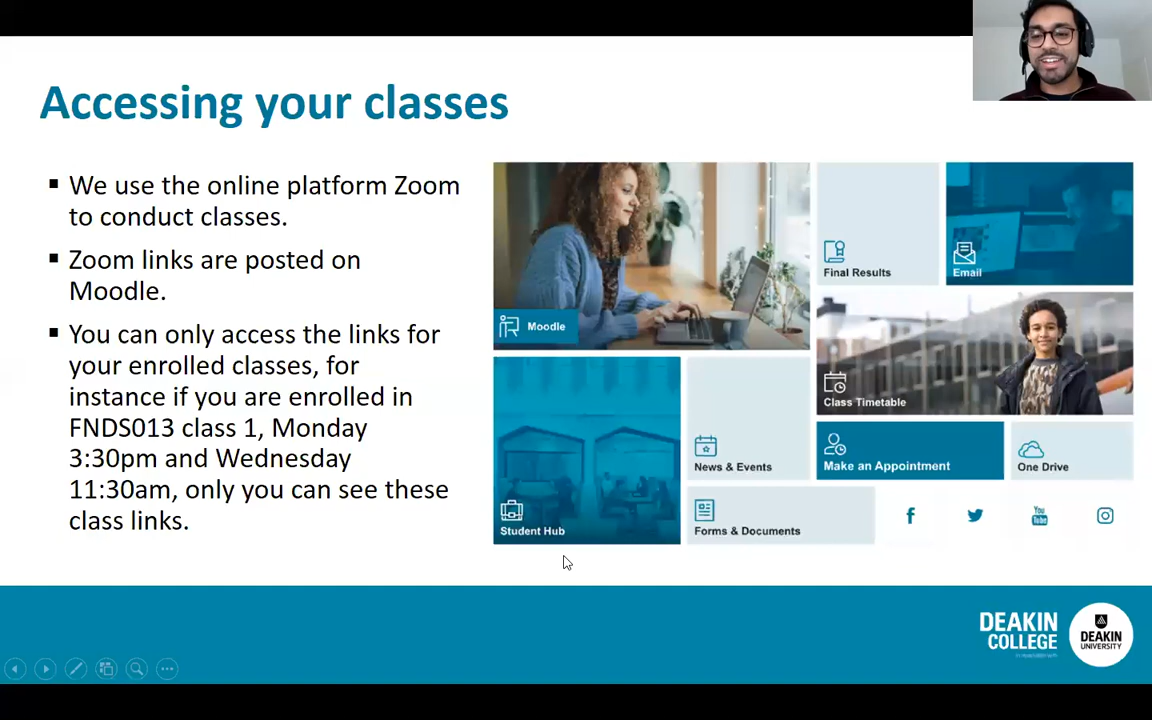 Accessing your classes
▪ We use the online platform Zoom
to conduct classes.
▪ Zoom links are posted on
Moodle.
▪ You can only access the links for
your enrolled classes, for
instance if you are enrolled in
FNDS013 class 1, Monday
3:30pm and Wednesday
11:30am, only you can see these
class links.
Moodle
Final Results
Email
Class Timetable
Student Hub
News & Events
Make an Appointment
One Drive
Forms & Documents
You
Tube
DEAKIN
COLLEGE
DEAKIN
UNIVERSITY